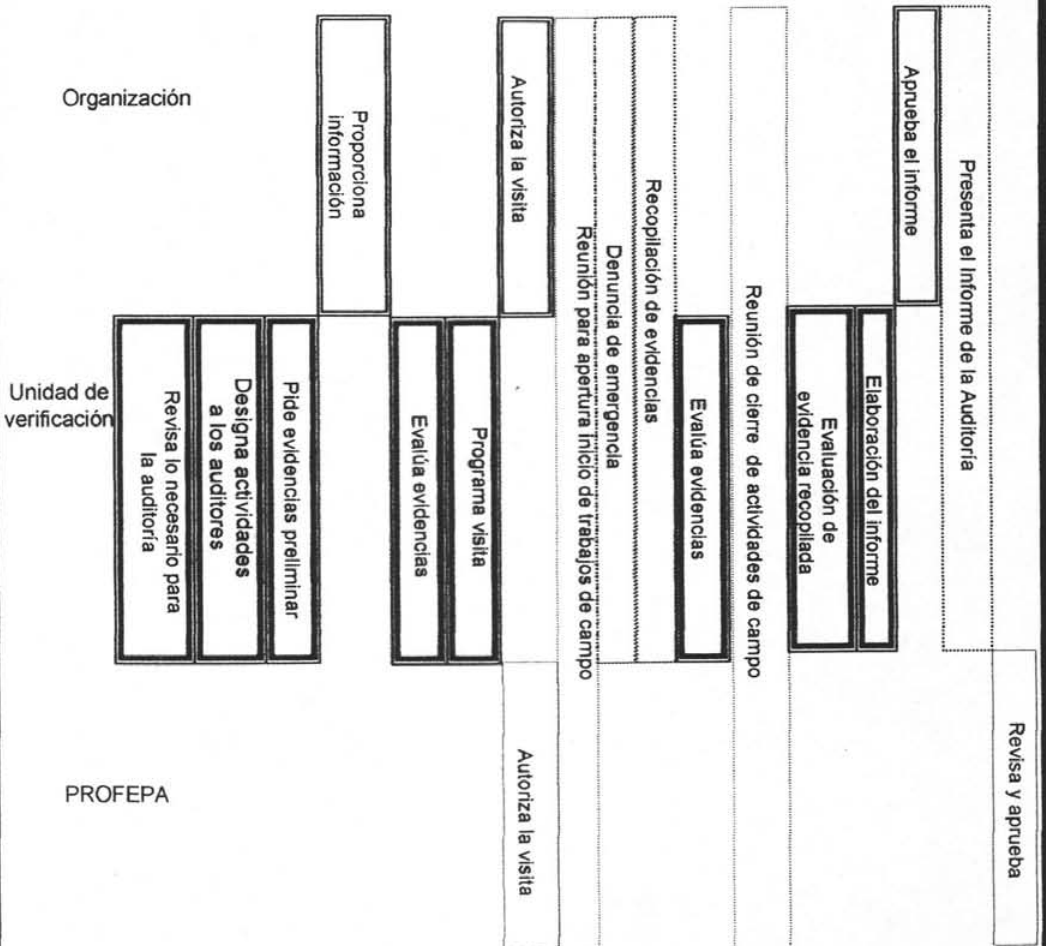 Organización
Unidad de
verificación
PROFEPA
Revisa lo necesario para
la auditoría
Designa actividades
a los auditores
Pide evidencias preliminar
Proporciona
información
Evalúa evidencias
Programa visita
Autoriza la visita
Autoriza la visita
Reunión para apertura inicio de trabajos de campo
Denuncia de emergencia
Recopilación de evidencias
Evalúa evidencias
Reunión de cierre de actividades de campo
Evaluación de
evidencia recopilada
Elaboración del informe
Aprueba el informe
Presenta el Informe de la Auditoría
Revisa y aprueba